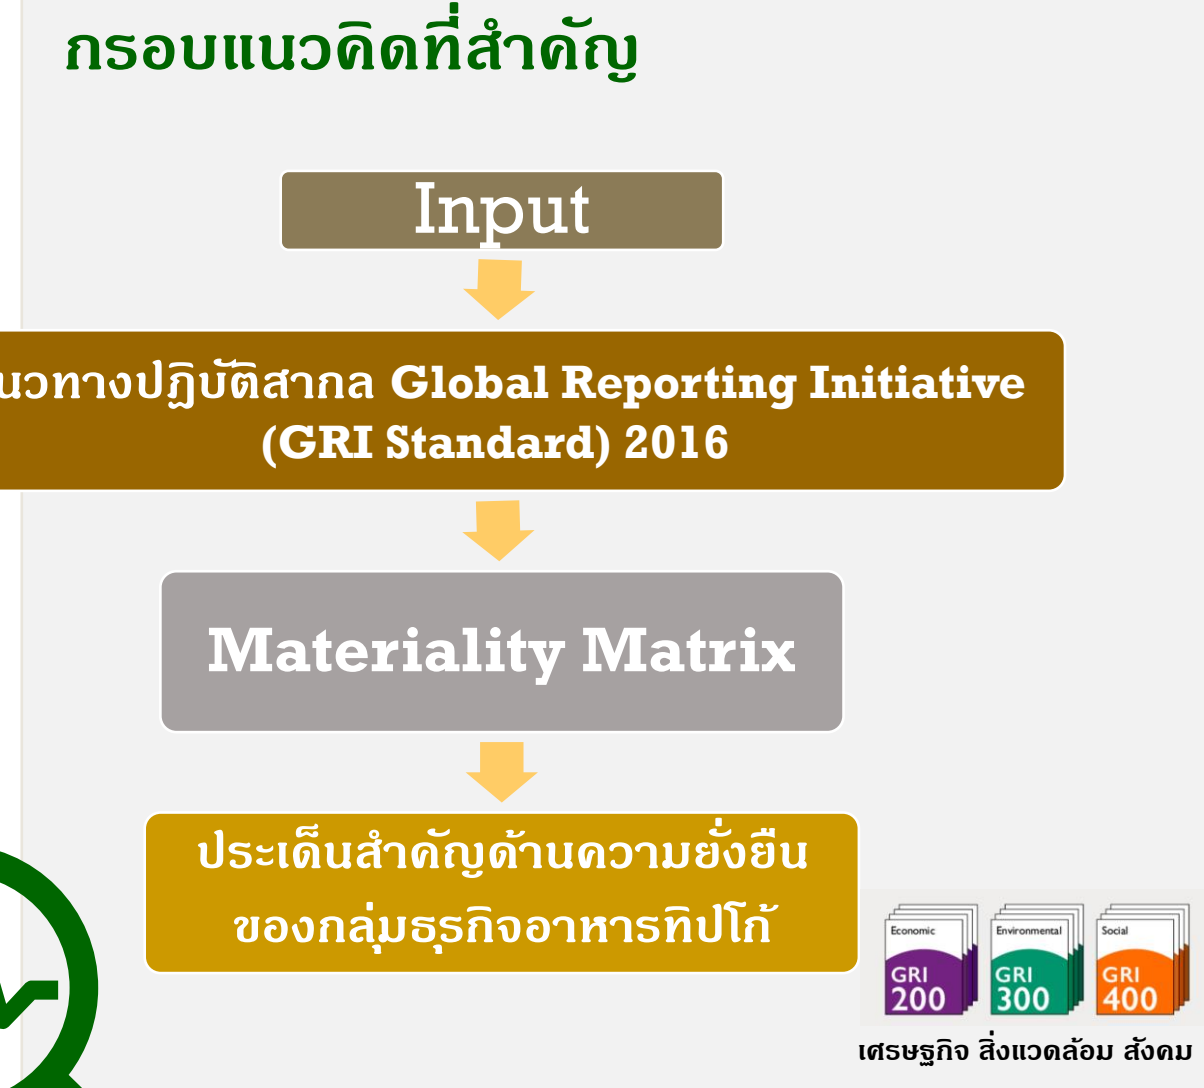 กรอบแนวคิดที่สำคัญ
Input
นวทางปฏิบัติสากล Global Reporting Initiative
(GRI Standard) 2016
Materiality Matrix
ประเด็นสำคัญด้านความยั่งยืน
ของกลุ่มธุรกิจอาหารทิปโก้
Economic
GRI
200
Environmental
GRI
300
Social
GRI
400
เศรษฐกิจ สิ่งแวดล้อม สังคม